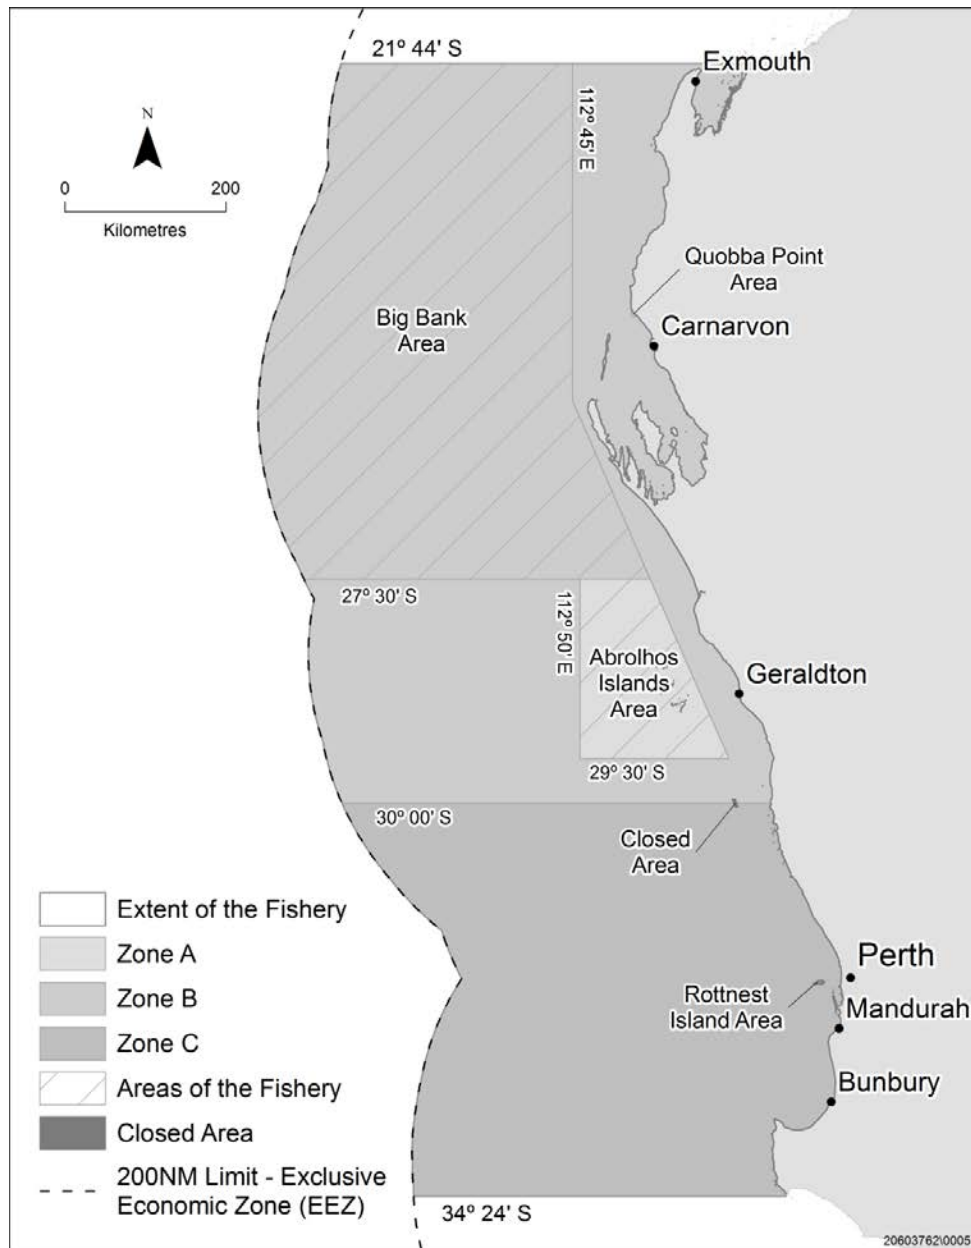 21º 44' S
Exmouth
N
112º 45' E
0 200
Kilometres
Quobba Point
Area
Big Bank
Area
Carnarvon
27º 30' S
112º 50' E
Abrolhos
Islands
Area
Geraldton
29º 30' S
30º 00' S
Closed
Area
Extent of the Fishery
Zone A
Zone B
Zone C
Areas of the Fishery
Closed Area
200NM Limit - Exclusive
Economic Zone (EEZ)
Perth
Rottnest
Island Area
Mandurah
Bunbury
34º 24' S
20603762\0005